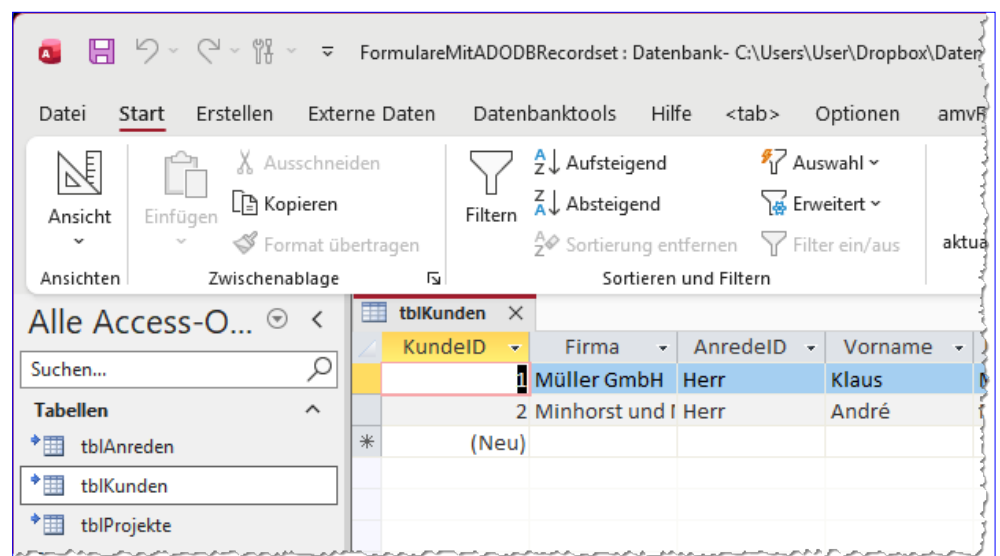 FormulareMitADODBRecordset : Datenbank- C:\Users\User\Dropbox\Daten
Datei Start Erstellen Externe Daten Datenbanktools Hilfe <tab> Optionen
Ansicht
Einfügen
Ausschneiden
Kopieren
Format übertragen
Filtern
Aufsteigend
Absteigend
Sortierung entfernen
Auswahl
Erweitert
Filter ein/aus
Ansichten Zwischenablage Sortieren und Filtern
Alle Access-O...
Suchen...
Tabellen
tblAnreden
tblKunden
tblProjekte
tblKunden
KundeID Firma AnredeID Vorname
1 Müller GmbH Herr Klaus
2 Minhorst und Herr André
(Neu)